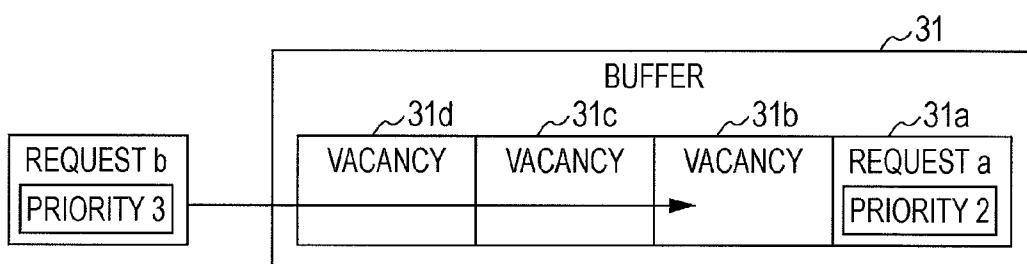 31
BUFFER
31d 31c 31b 31a
REQUEST b VACANCY VACANCY VACANCY REQUEST a
PRIORITY 3 PRIORITY 2